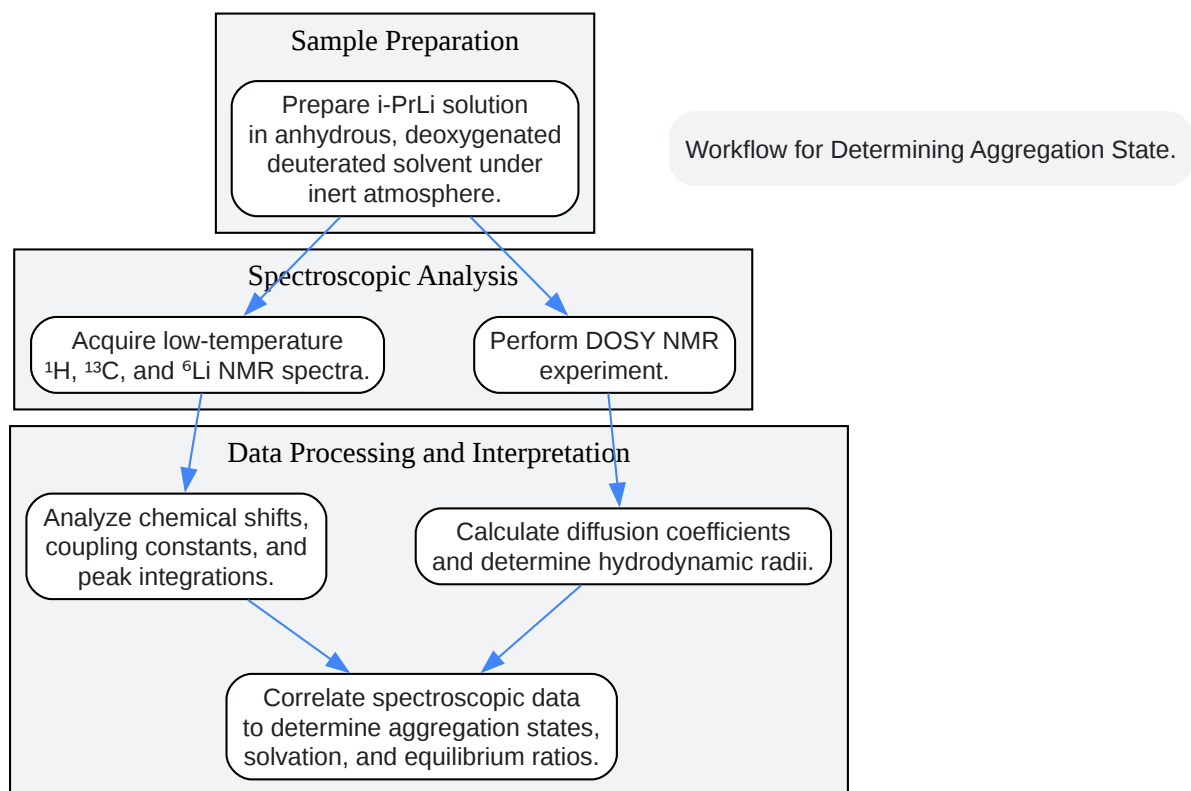 Sample Preparation
Prepare i-PrLi solution
in anhydrous, deoxygenated
deuterated solvent under
inert atmosphere.
Workflow for Determining Aggregation State.
Spectroscopic Analysis
Acquire low-temperature
¹H, ¹³C, and ⁶Li NMR spectra.
Perform DOSY NMR
experiment.
Data Processing and Interpretation
Analyze chemical shifts,
coupling constants, and
peak integrations.
Calculate diffusion coefficients
and determine hydrodynamic radii.
Correlate spectroscopic data
to determine aggregation states,
solvation, and equilibrium ratios.